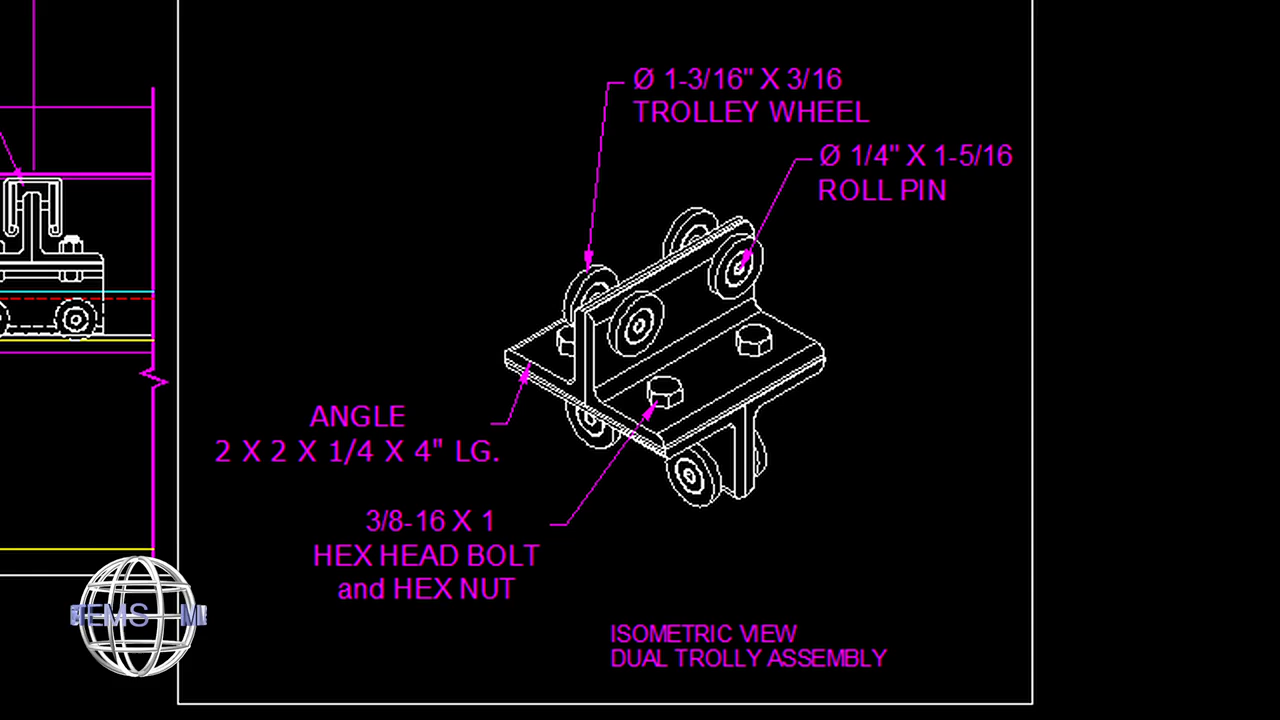 Ø 1-3/16" X 3/16
TROLLEY WHEEL
Ø 1/4" X 1-5/16
ROLL PIN
ANGLE
2 X 2 X 1/4 X 4" LG.
3/8-16 X 1
HEX HEAD BOLT
and HEX NUT
ISOMETRIC VIEW
DUAL TROLLY ASSEMBLY